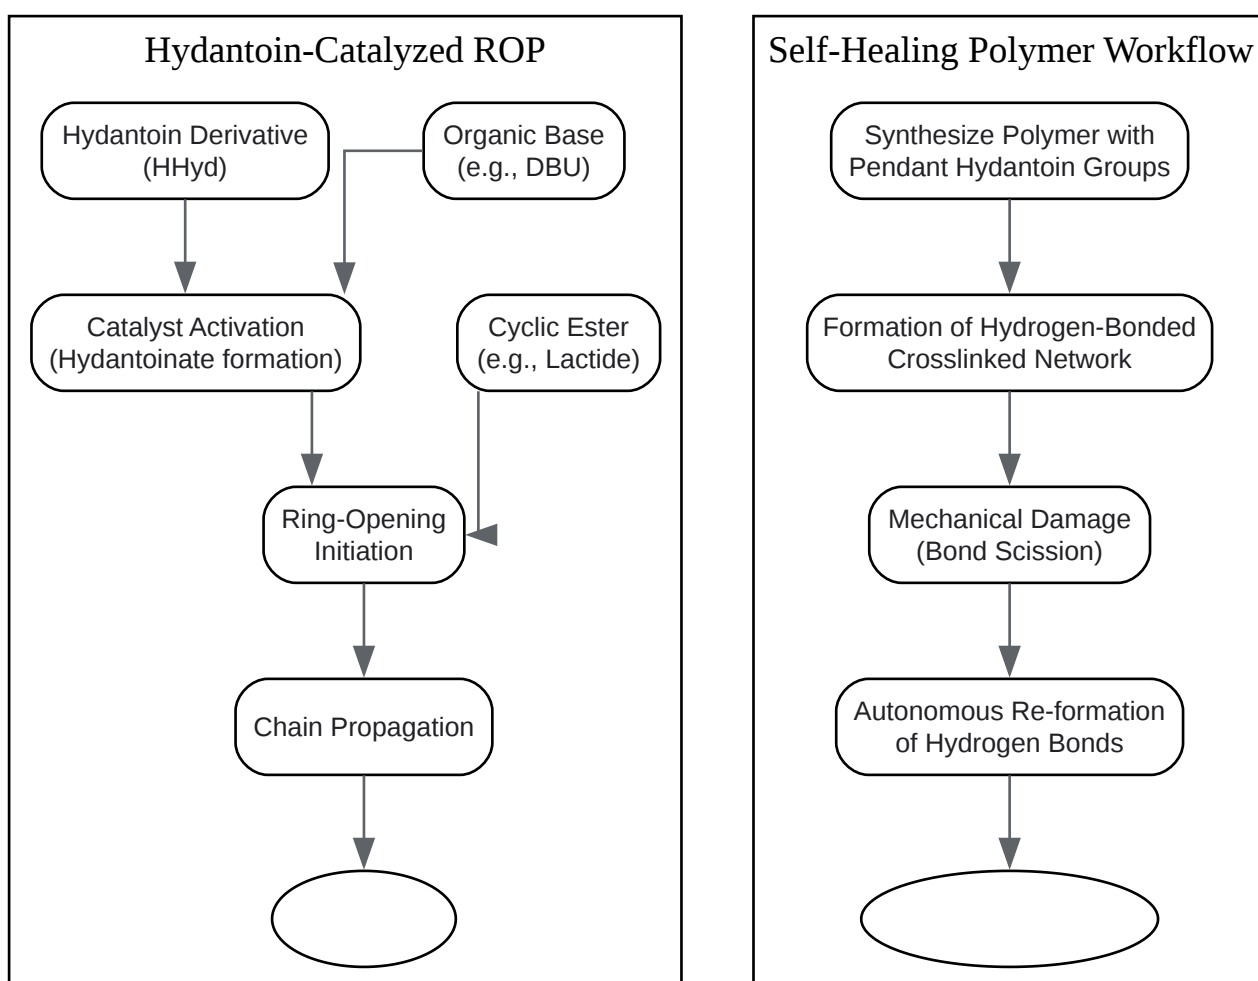 Hydantoin-Catalyzed ROP
Hydantoin Derivative
(HHyd)
Organic Base
(e.g., DBU)
Catalyst Activation
(Hydantoinate formation)
Cyclic Ester
(e.g., Lactide)
Ring-Opening
Initiation
Chain Propagation
Self-Healing Polymer Workflow
Synthesize Polymer with
Pendant Hydantoin Groups
Formation of Hydrogen-Bonded
Crosslinked Network
Mechanical Damage
(Bond Scission)
Autonomous Re-formation
of Hydrogen Bonds